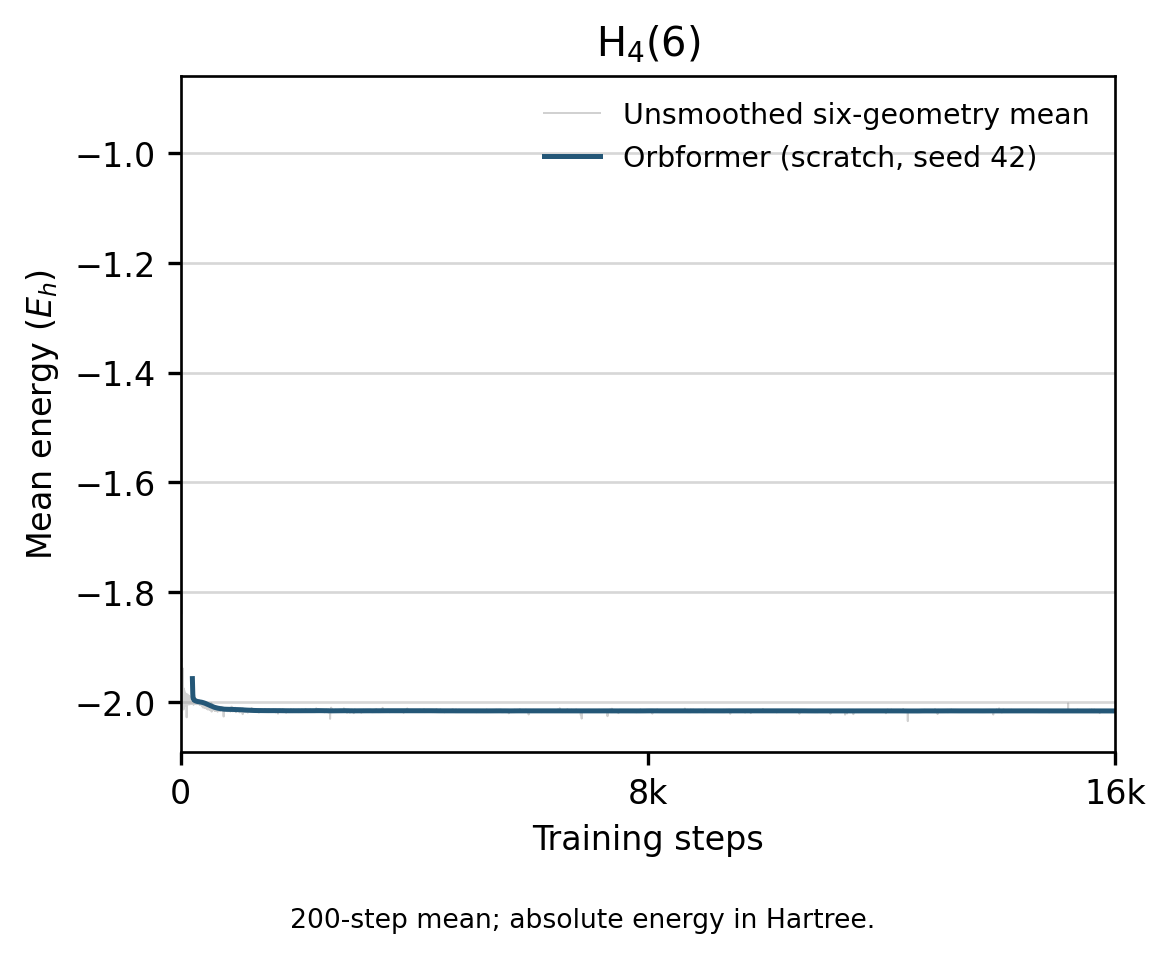 H₄(6)
Unsmoothed six-geometry mean
Orbformer (scratch, seed 42)
Mean energy (Eₕ)
−1.0
−1.2
−1.4
−1.6
−1.8
−2.0
0
8k
16k
Training steps
200-step mean; absolute energy in Hartree.